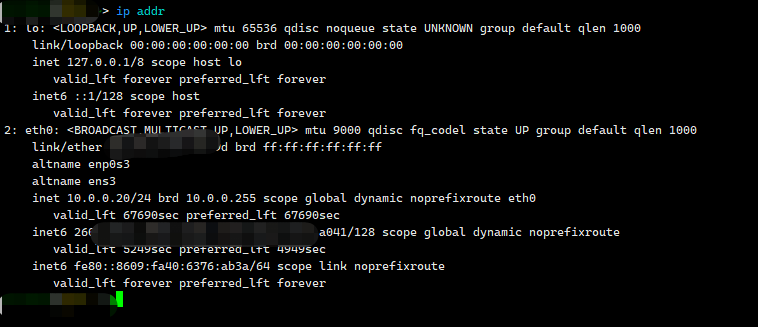 -> ip addr
1: lo: <LOOPBACK,UP,LOWER_UP> mtu 65536 qdisc noqueue state UNKNOWN group default qlen 1000
link/loopback 00:00:00:00:00:00 brd 00:00:00:00:00:00
inet 127.0.0.1/8 scope host lo
valid_lft forever preferred_lft forever
inet6 ::1/128 scope host
valid_lft forever preferred_lft forever
2: eth0: <BROADCAST,MULTICAST,UP,LOWER_UP> mtu 9000 qdisc fq_codel state UP group default qlen 1000
link/ether d brd ff:ff:ff:ff:ff:ff
altname enp0s3
altname ens3
inet 10.0.0.20/24 brd 10.0.0.255 scope global dynamic noprefixroute eth0
valid_lft 67690sec preferred_lft 67690sec
inet6 260 a041/128 scope global dynamic noprefixroute
valid_lft 5249sec preferred_lft 4949sec
inet6 fe80::8609:fa40:6376:ab3a/64 scope link noprefixroute
valid_lft forever preferred_lft forever